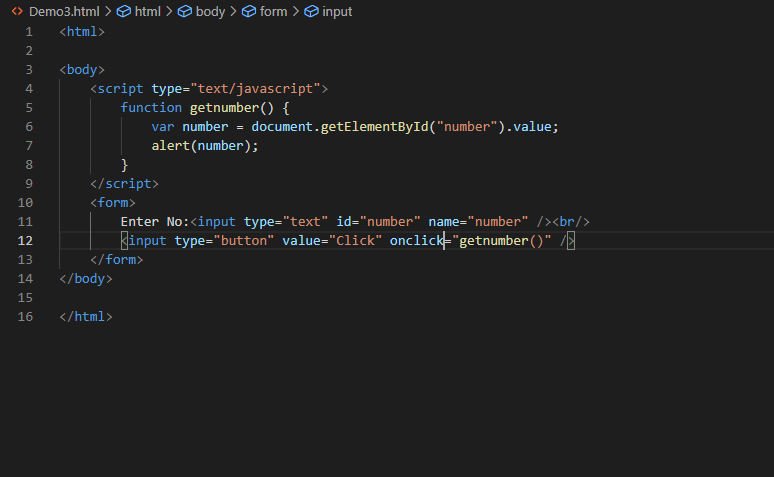 Demo3.html > html > body > form > input
1 <html>
2
3 <body>
4     <script type="text/javascript">
5         function getnumber() {
6             var number = document.getElementById("number").value;
7             alert(number);
8         }
9     </script>
10     <form>
11         Enter No:<input type="text" id="number" name="number" /><br/>
12         <input type="button" value="Click" onclick="getnumber()" />
13     </form>
14 </body>
15
16 </html>